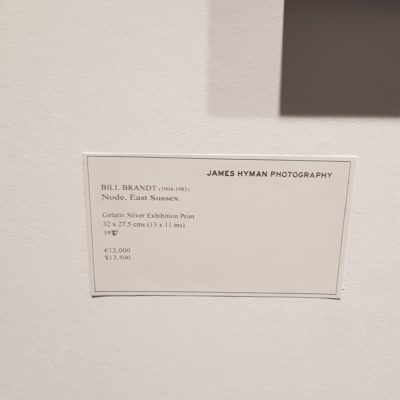 JAMES HYMAN PHOTOGRAPHY
BILL BRANDT (1904-1983)
Nude, East Sussex
Gelatin Silver Exhibition Print
32 x 27.5 cms (13 x 11 ins)
€12,000
$13,500